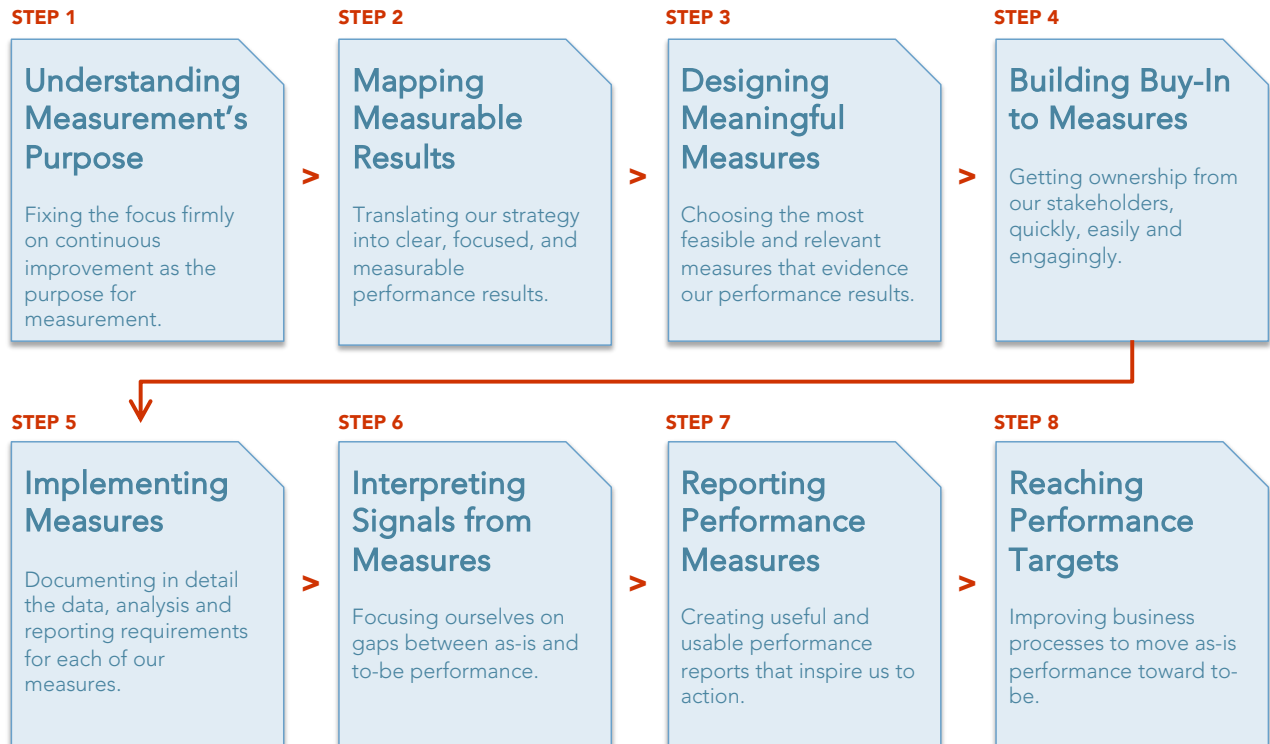 STEP 1
Understanding
Measurement’s
Purpose
Fixing the focus firmly
on continuous
improvement as the
purpose for
measurement.
>
STEP 2
Mapping
Measurable
Results
Translating our strategy
into clear, focused, and
measurable
performance results.
>
STEP 3
Designing
Meaningful
Measures
Choosing the most
feasible and relevant
measures that evidence
our performance results.
>
STEP 4
Building Buy-In
to Measures
Getting ownership from
our stakeholders,
quickly, easily and
engagingly.
STEP 5
Implementing
Measures
Documenting in detail
the data, analysis and
reporting requirements
for each of our
measures.
>
STEP 6
Interpreting
Signals from
Measures
Focusing ourselves on
gaps between as-is and
to-be performance.
>
STEP 7
Reporting
Performance
Measures
Creating useful and
usable performance
reports that inspire us to
action.
>
STEP 8
Reaching
Performance
Targets
Improving business
processes to move as-is
performance toward to-
be.